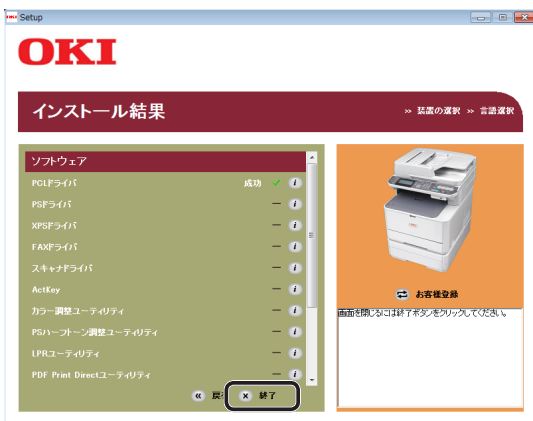 Setup
OKI
インストール結果
» 装置の選択 » 言語選択
ソフトウェア
PCLドライバ 成功
PSドライバ
XPSドライバ
FAXドライバ
スキャナドライバ
ActKey
カラー調整ユーティリティ
PSハーフトーン調整ユーティリティ
LPRユーティリティ
PDF Print Directユーティリティ
戻
終了
お客様登録
画面を閉じるには終了ボタンをクリックしてください。